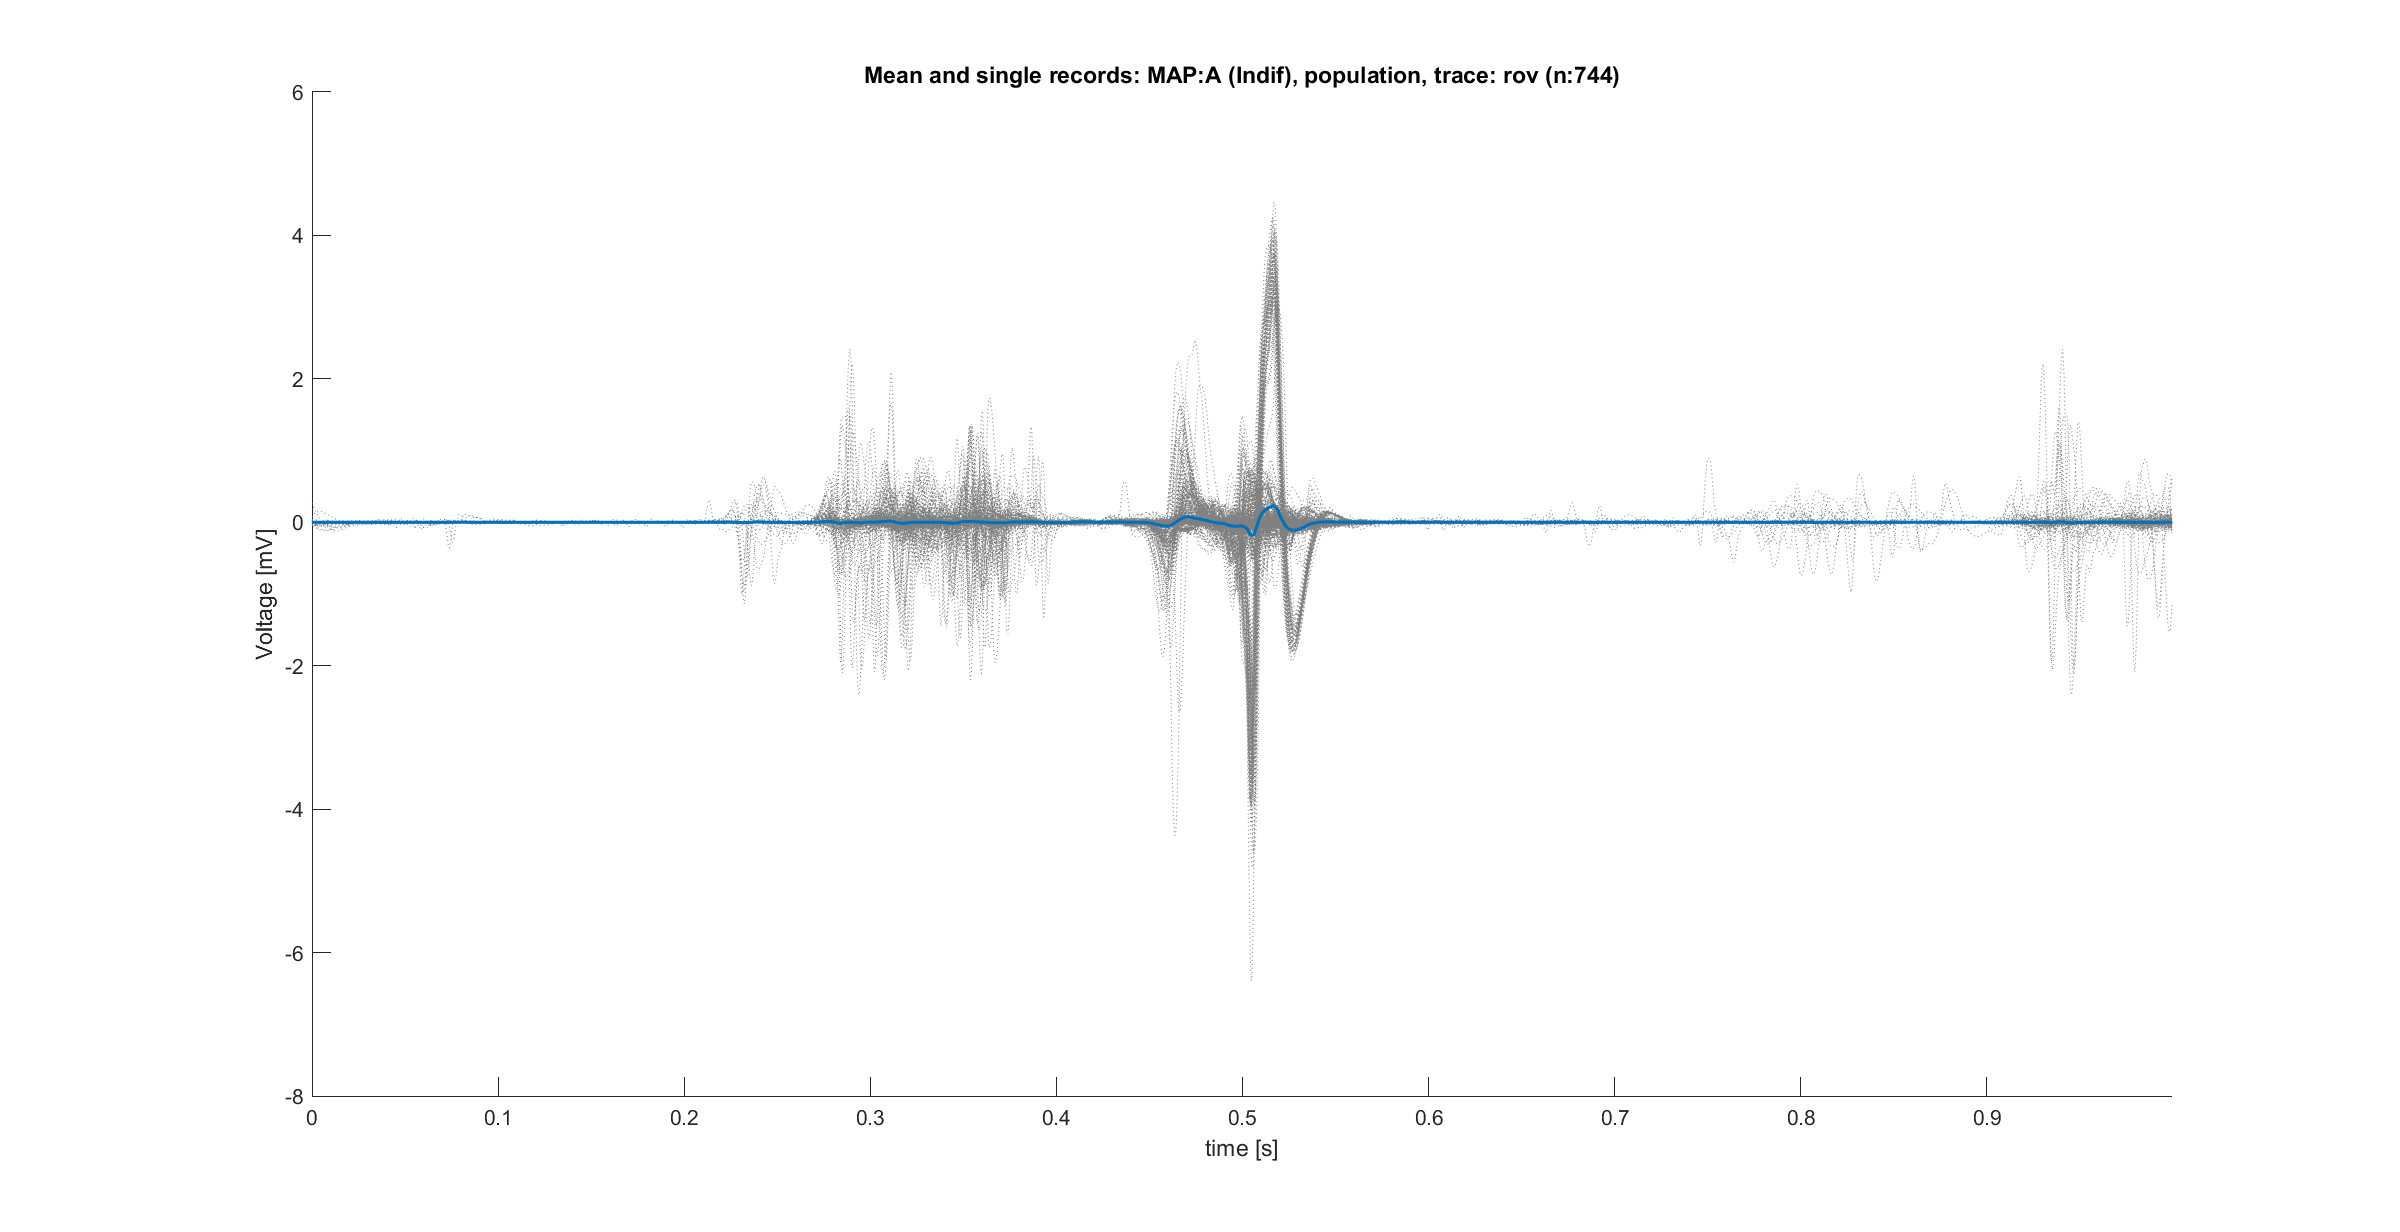 Mean and single records: MAP:A (Indif), population, trace: rov (n:744)
6
4
2
0
-2
-4
-6
-8
Voltage [mV]
0 0.1 0.2 0.3 0.4 0.5 0.6 0.7 0.8 0.9
time [s]